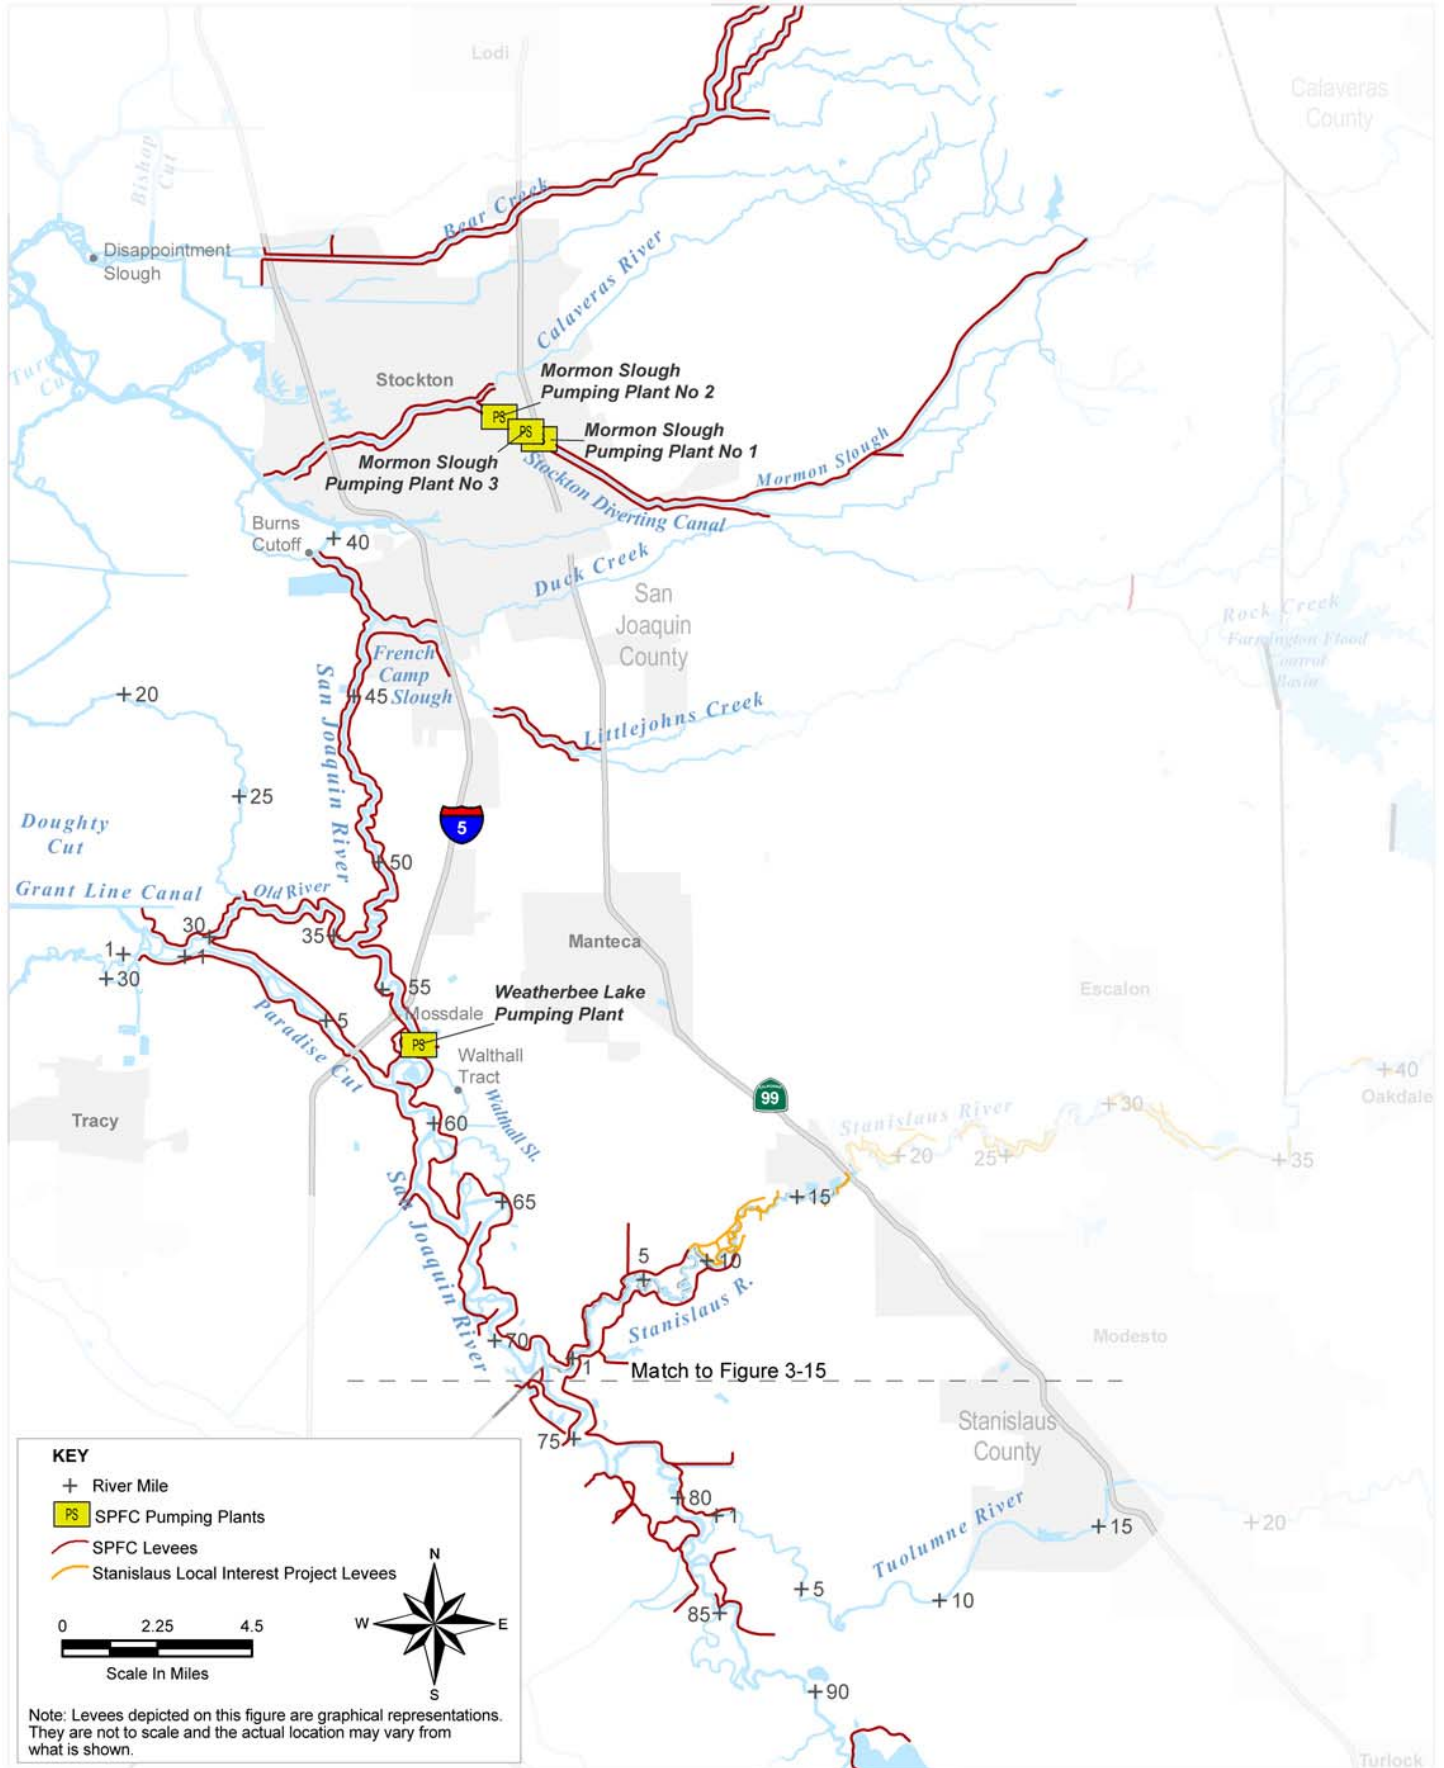 Lodi
Calaveras
County
Bishop
Cut
Bear Creek
Disappointment
Slough
Calaveras River
Stockton
Mormon Slough
Pumping Plant No 2
PS
PS
Mormon Slough
Pumping Plant No 1
Mormon Slough
Pumping Plant No 3
Mormon Slough
Stockton Diverting Canal
Burns
Cutoff
40
Duck Creek
San
Joaquin
County
Rock Creek
Farmington Flood
Control
Basin
French
Camp
Slough
20
45
San Joaquin River
Littlejohns Creek
25
5
Doughty
Cut
50
Grant Line Canal
Old River
30
35
Manteca
1
1
30
55
Escalon
Weatherbee Lake
Pumping Plant
Mossdale
PS
5
Paradise Cut
Walthall
Tract
40
Oakdale
99
Walthall Sl.
Stanislaus River
30
Tracy
60
20
25
35
65
15
San Joaquin River
5
10
Stanislaus R.
70
1
Modesto
Match to Figure 3-15
Stanislaus
County
75
80
1
Tuolumne River
15
20
5
10
85
90
Turlock
KEY
River Mile
PS
SPFC Pumping Plants
SPFC Levees
Stanislaus Local Interest Project Levees
N
W
E
S
0
2.25
4.5
Scale In Miles
Note: Levees depicted on this figure are graphical representations.
They are not to scale and the actual location may vary from
what is shown.